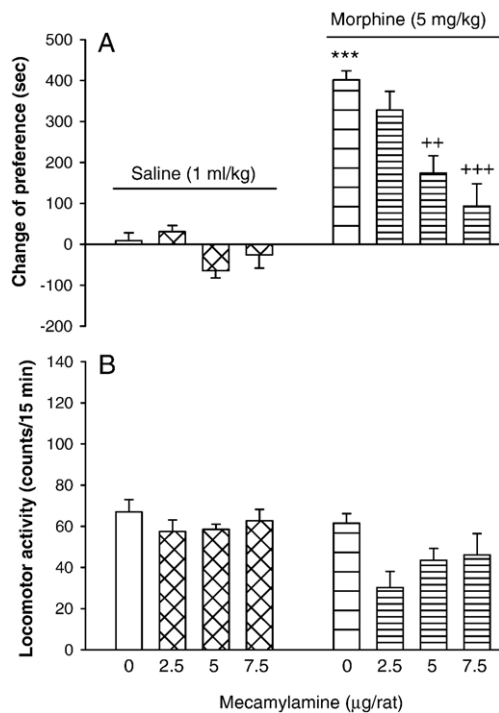 A
Morphine (5 mg/kg)
Saline (1 ml/kg)
***
++
+++
Change of preference (sec)
500
400
300
200
100
0
-100
-200
B
Locomotor activity (counts/15 min)
140
120
100
80
60
40
20
0
0 2.5 5 7.5 0 2.5 5 7.5
Mecamylamine (μg/rat)